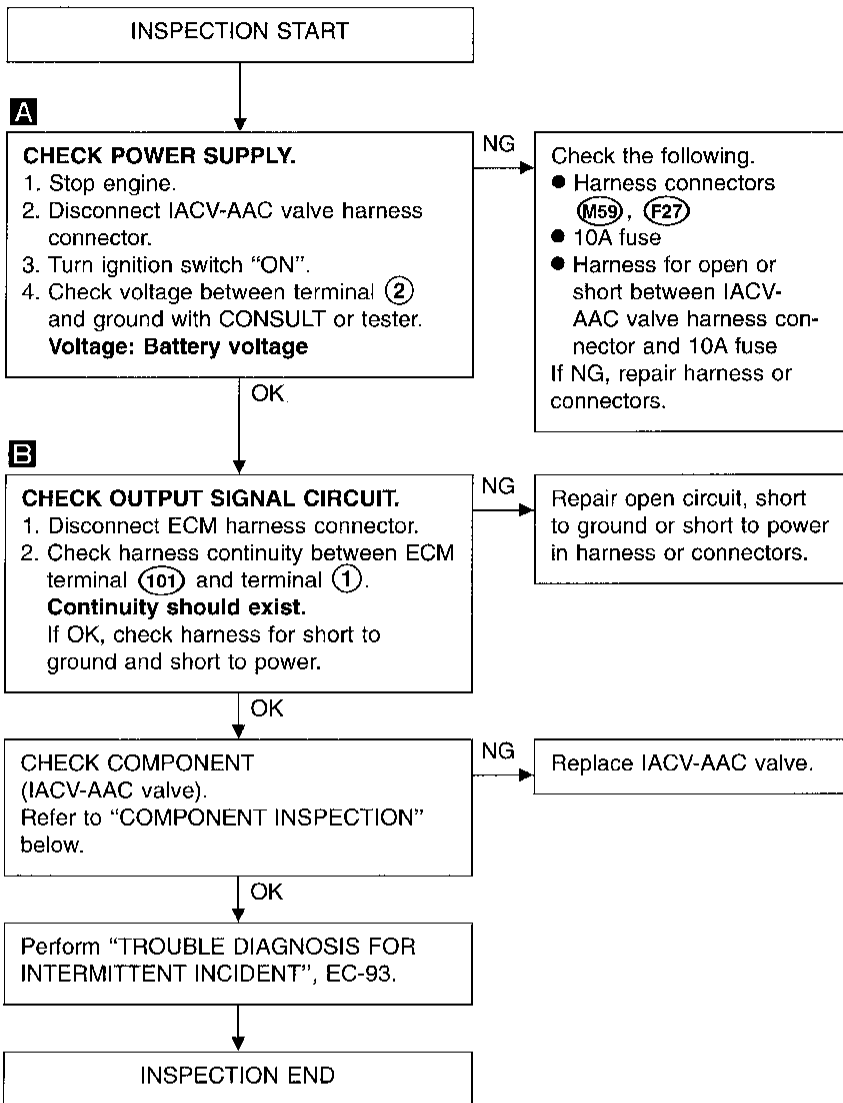 INSPECTION START
A
CHECK POWER SUPPLY.
1. Stop engine.
2. Disconnect IACV-AAC valve harness
connector.
3. Turn ignition switch “ON”.
4. Check voltage between terminal 2
and ground with CONSULT or tester.
Voltage: Battery voltage
NG
Check the following.
● Harness connectors
M59, F27
● 10A fuse
● Harness for open or
short between IACV-
AAC valve harness con-
nector and 10A fuse
If NG, repair harness or
connectors.
OK
B
CHECK OUTPUT SIGNAL CIRCUIT.
1. Disconnect ECM harness connector.
2. Check harness continuity between ECM
terminal 101 and terminal 1.
Continuity should exist.
If OK, check harness for short to
ground and short to power.
NG
Repair open circuit, short
to ground or short to power
in harness or connectors.
OK
CHECK COMPONENT
(IACV-AAC valve).
Refer to “COMPONENT INSPECTION”
below.
NG
Replace IACV-AAC valve.
OK
Perform “TROUBLE DIAGNOSIS FOR
INTERMITTENT INCIDENT”, EC-93.
INSPECTION END